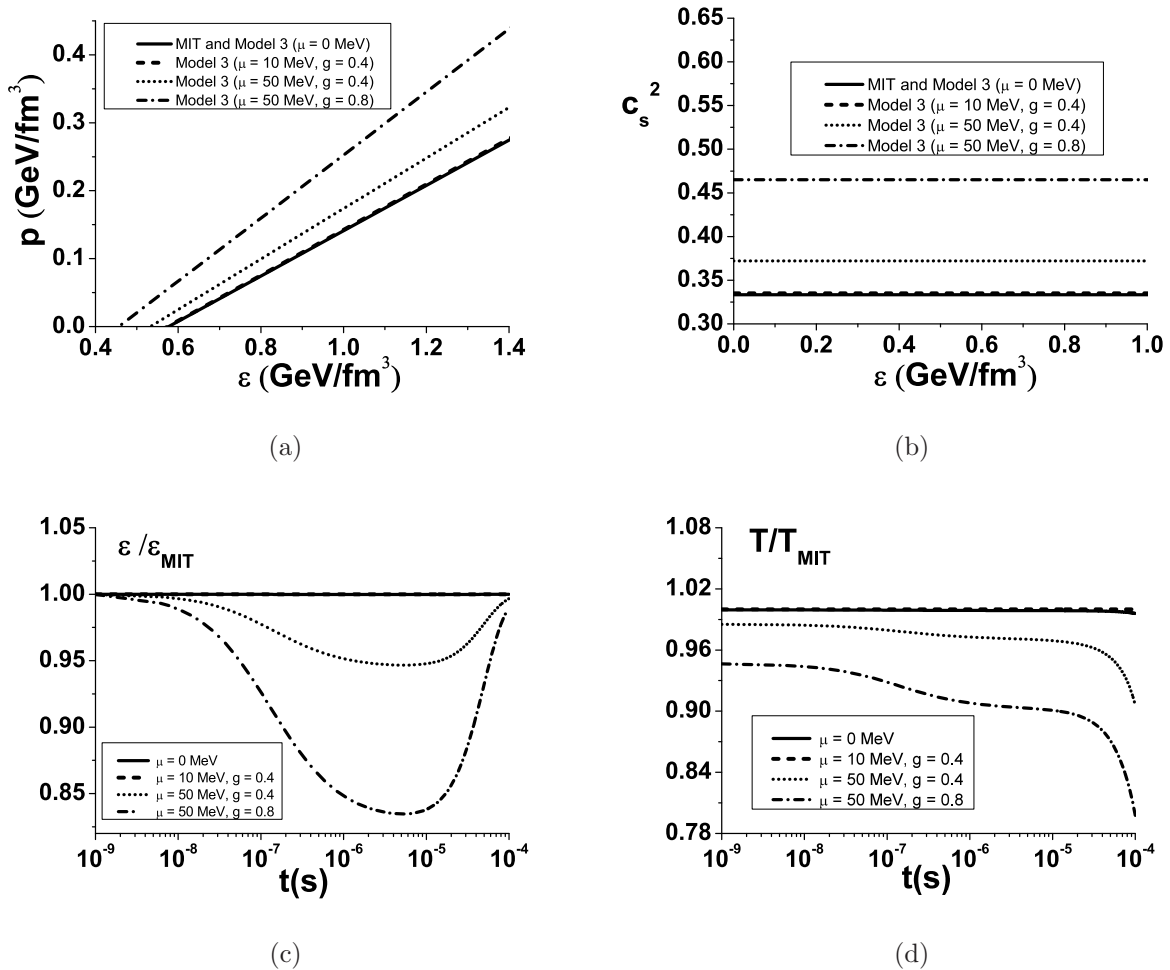 MIT and Model 3 (μ = 0 MeV)
Model 3 (μ = 10 MeV, g = 0.4)
Model 3 (μ = 50 MeV, g = 0.4)
Model 3 (μ = 50 MeV, g = 0.8)
p (GeV/fm³)
0.4
0.3
0.2
0.1
0.0
0.4 0.6 0.8 1.0 1.2 1.4
ε (GeV/fm³)
(a)
c_s²
MIT and Model 3 (μ = 0 MeV)
Model 3 (μ = 10 MeV, g = 0.4)
Model 3 (μ = 50 MeV, g = 0.4)
Model 3 (μ = 50 MeV, g = 0.8)
0.65
0.60
0.55
0.50
0.45
0.40
0.35
0.30
0.0 0.2 0.4 0.6 0.8 1.0
ε (GeV/fm³)
(b)
ε /ε_MIT
1.05
1.00
0.95
0.90
0.85
μ = 0 MeV
μ = 10 MeV, g = 0.4
μ = 50 MeV, g = 0.4
μ = 50 MeV, g = 0.8
10⁻⁹ 10⁻⁸ 10⁻⁷ 10⁻⁶ 10⁻⁵ 10⁻⁴
t(s)
(c)
T/T_MIT
1.08
1.02
0.96
0.90
0.84
0.78
μ = 0 MeV
μ = 10 MeV, g = 0.4
μ = 50 MeV, g = 0.4
μ = 50 MeV, g = 0.8
10⁻⁹ 10⁻⁸ 10⁻⁷ 10⁻⁶ 10⁻⁵ 10⁻⁴
t(s)
(d)